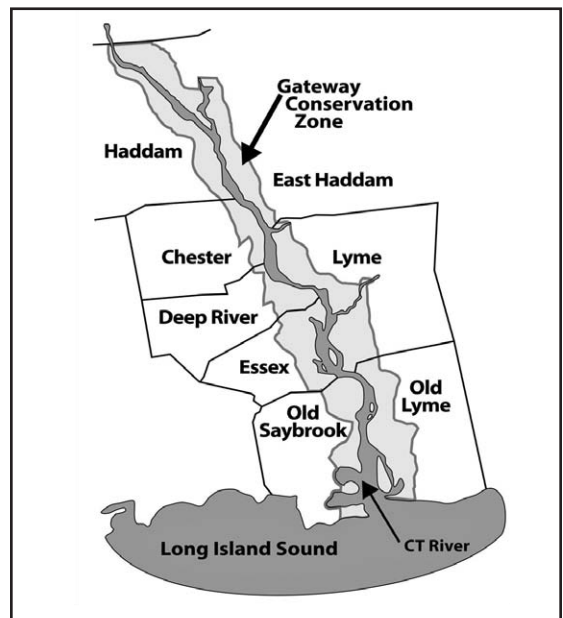 Gateway
Conservation
Zone
Haddam
East Haddam
Chester
Lyme
Deep River
Essex
Old
Lyme
Old
Saybrook
CT River
Long Island Sound